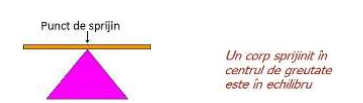 Punct de sprijin
Un corp sprijinit în
centrul de greutate
este în echilibru